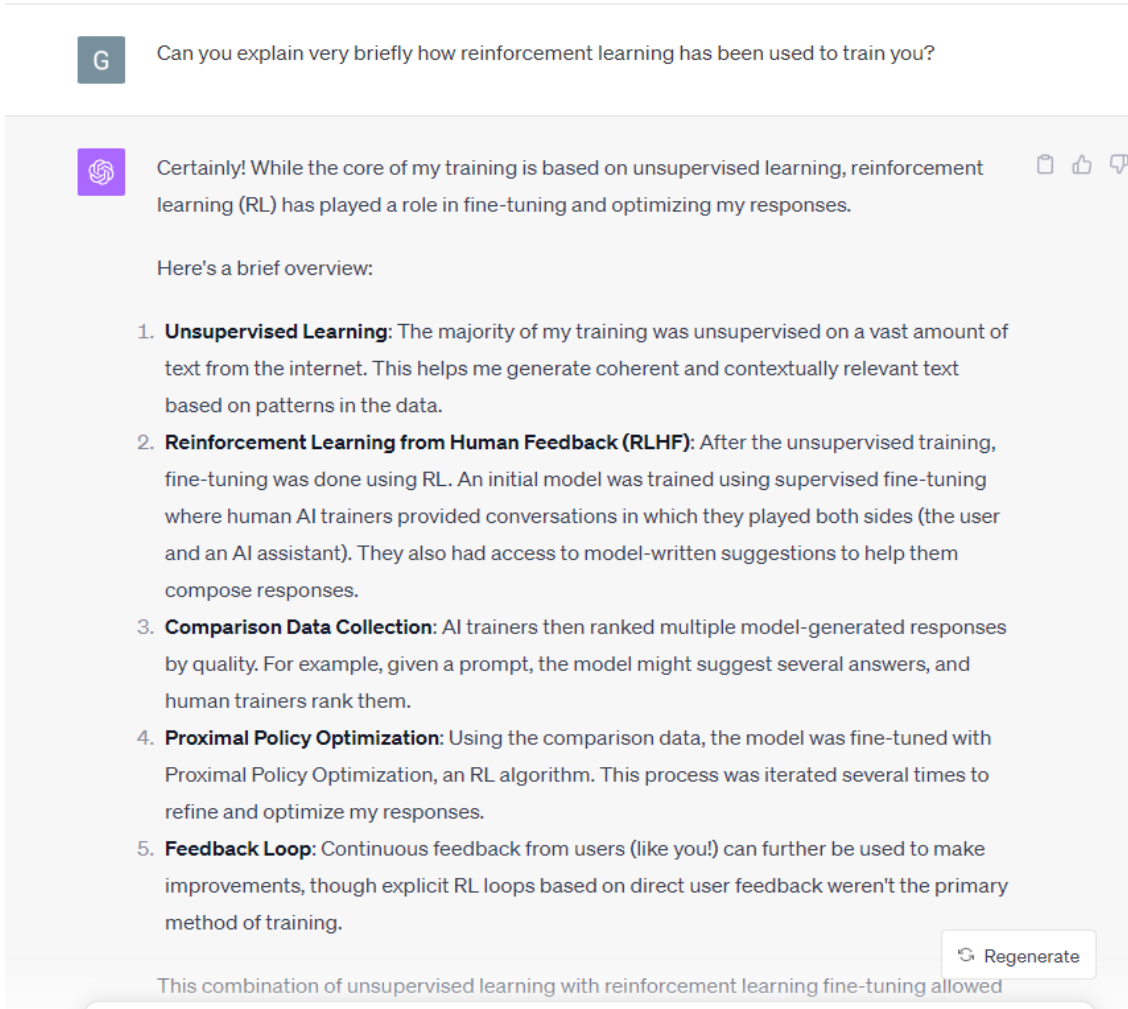 G
Can you explain very briefly how reinforcement learning has been used to train you?
Certainly! While the core of my training is based on unsupervised learning, reinforcement
learning (RL) has played a role in fine-tuning and optimizing my responses.
Here's a brief overview:
1. Unsupervised Learning: The majority of my training was unsupervised on a vast amount of
text from the internet. This helps me generate coherent and contextually relevant text
based on patterns in the data.
2. Reinforcement Learning from Human Feedback (RLHF): After the unsupervised training,
fine-tuning was done using RL. An initial model was trained using supervised fine-tuning
where human AI trainers provided conversations in which they played both sides (the user
and an AI assistant). They also had access to model-written suggestions to help them
compose responses.
3. Comparison Data Collection: AI trainers then ranked multiple model-generated responses
by quality. For example, given a prompt, the model might suggest several answers, and
human trainers rank them.
4. Proximal Policy Optimization: Using the comparison data, the model was fine-tuned with
Proximal Policy Optimization, an RL algorithm. This process was iterated several times to
refine and optimize my responses.
5. Feedback Loop: Continuous feedback from users (like you!) can further be used to make
improvements, though explicit RL loops based on direct user feedback weren't the primary
method of training.
Regenerate
This combination of unsupervised learning with reinforcement learning fine-tuning allowed